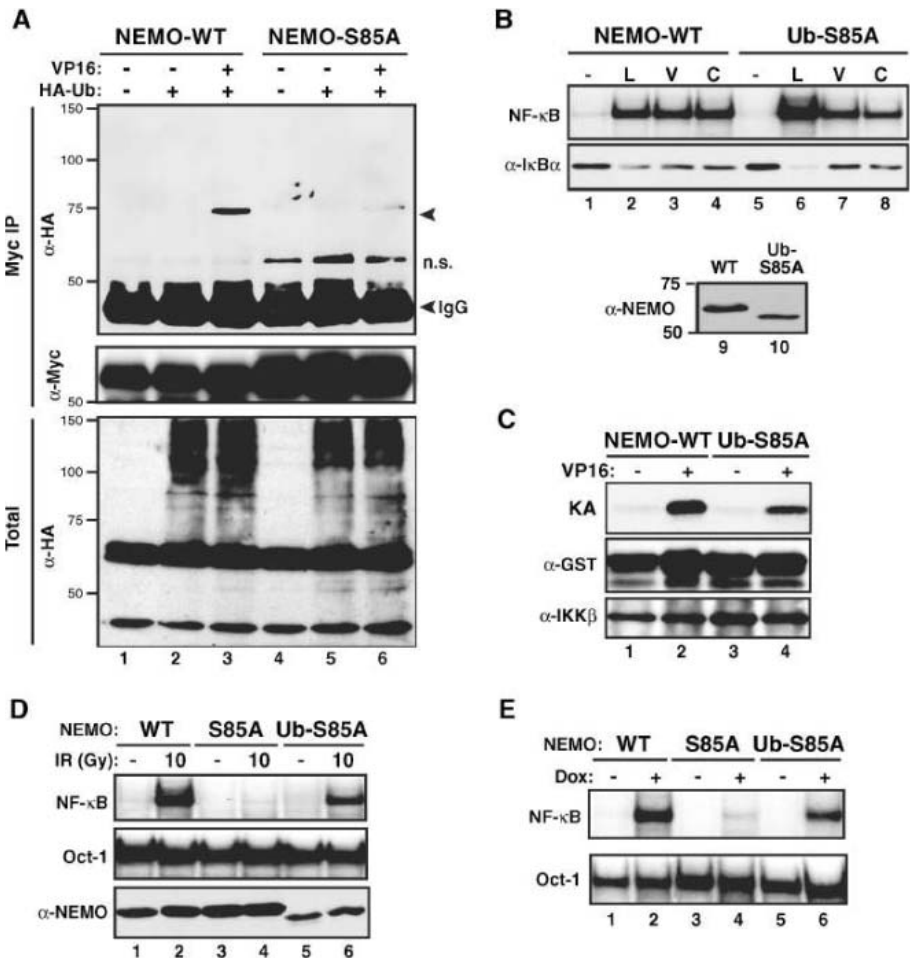 A
NEMO-WT NEMO-S85A
VP16: - - + - - +
HA-Ub: - + + - + +
Myc IP
α-HA
150
100
75
50
n.s.
IgG
α-Myc
50
Total
α-HA
150
100
75
50
1 2 3 4 5 6
B
NEMO-WT Ub-S85A
- L V C - L V C
NF-κB
α-IκBα
1 2 3 4 5 6 7 8
WT Ub-S85A
75
α-NEMO
50
9 10
C
NEMO-WT Ub-S85A
VP16: - + - +
KA
α-GST
α-IKKβ
1 2 3 4
D
NEMO: WT S85A Ub-S85A
IR (Gy) - 10 - 10 - 10
NF-κB
Oct-1
α-NEMO
1 2 3 4 5 6
E
NEMO: WT S85A Ub-S85A
Dox: - + - + - +
NF-κB
Oct-1
1 2 3 4 5 6